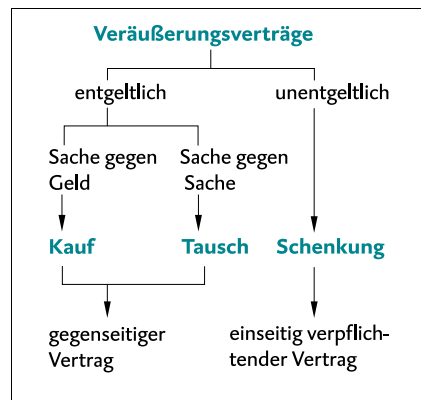 Veräußerungsverträge
entgeltlich
unentgeltlich
Sache gegen
Geld
Sache gegen
Sache
Kauf
Tausch
Schenkung
gegenseitiger
Vertrag
einseitig verpflich-
tender Vertrag